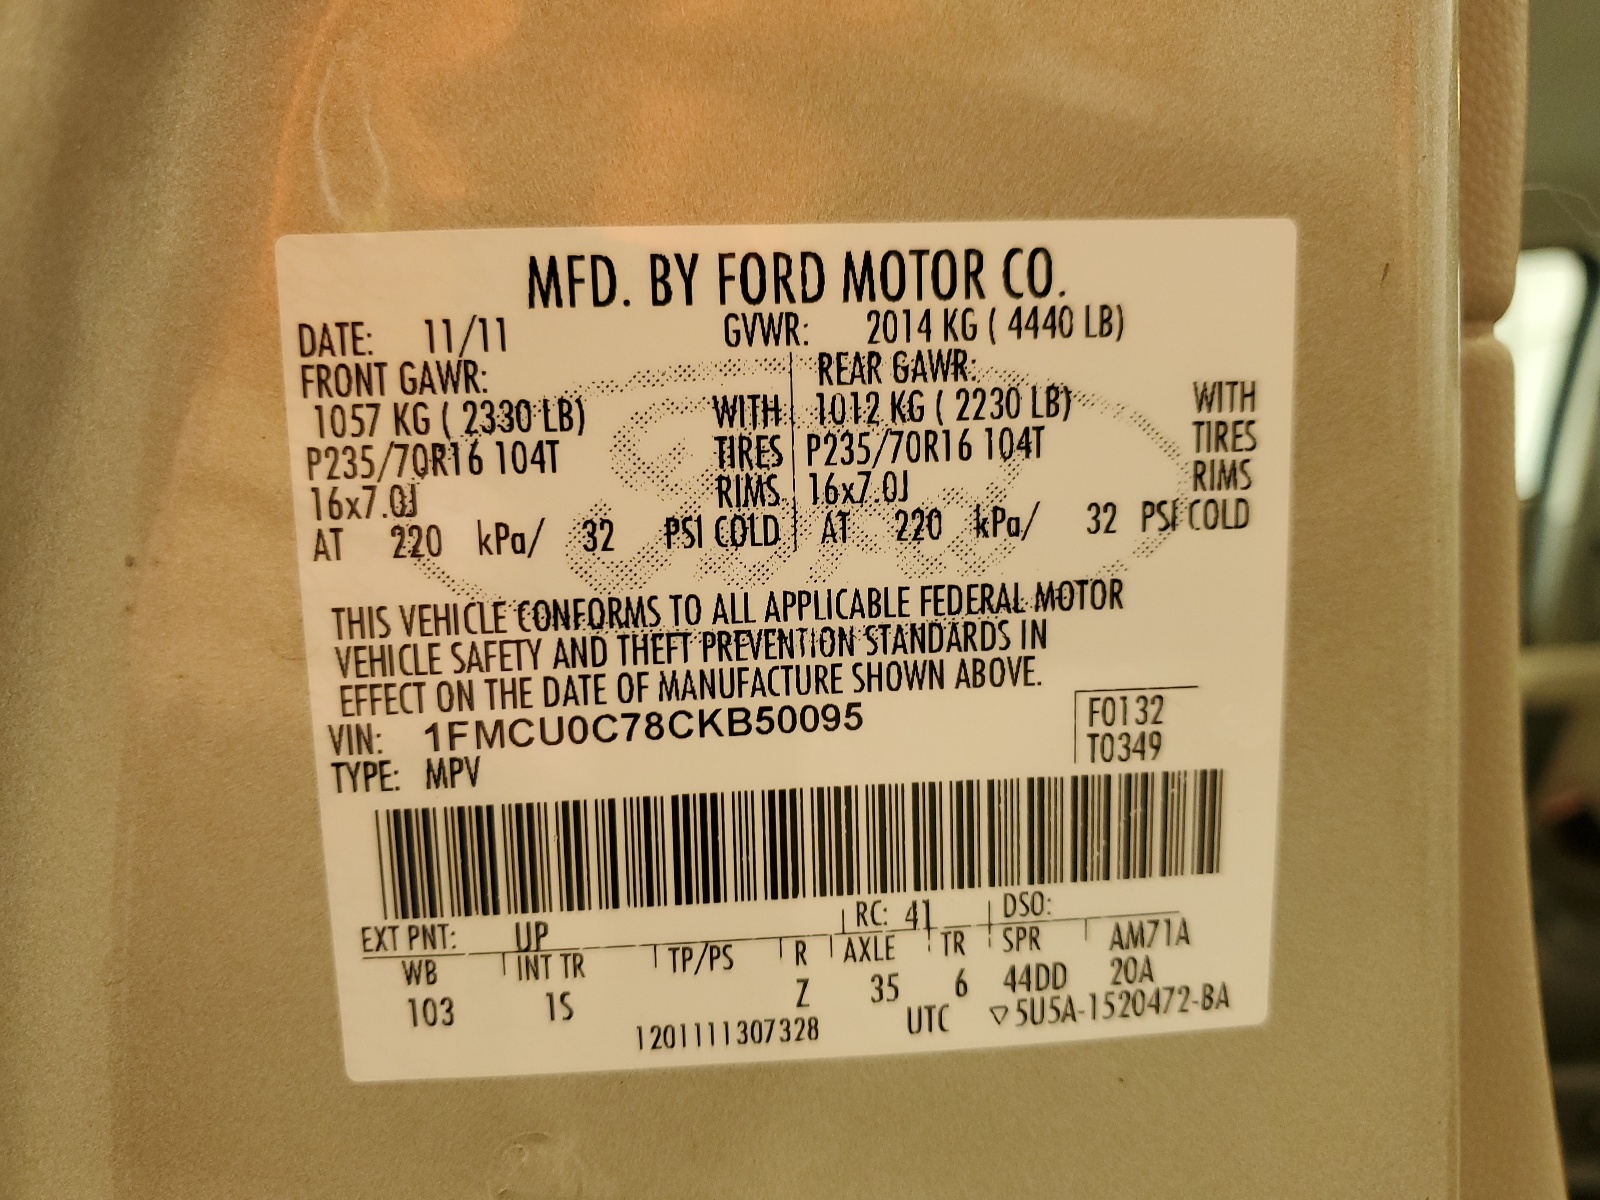 MFD. BY FORD MOTOR CO.
DATE: 11/11 GVWR: 2014 KG ( 4440 LB)
FRONT GAWR: REAR GAWR:
1057 KG ( 2330 LB) WITH 1012 KG ( 2230 LB) WITH
P235/70R16 104T TIRES P235/70R16 104T TIRES
16x7.0J RIMS 16x7.0J RIMS
AT 220 kPa/ 32 PSI COLD AT 220 kPa/ 32 PSI COLD
THIS VEHICLE CONFORMS TO ALL APPLICABLE FEDERAL MOTOR
VEHICLE SAFETY AND THEFT PREVENTION STANDARDS IN
EFFECT ON THE DATE OF MANUFACTURE SHOWN ABOVE.
VIN: 1FMCU0C78CKB50095 F0132
TYPE: MPV T0349
EXT PNT: UP RC: 41 DSO:
WB INT TR TP/PS R AXLE TR SPR AM71A
103 1S Z 35 6 44DD 20A
1201111307328 UTC ▽5U5A-1520472-BA